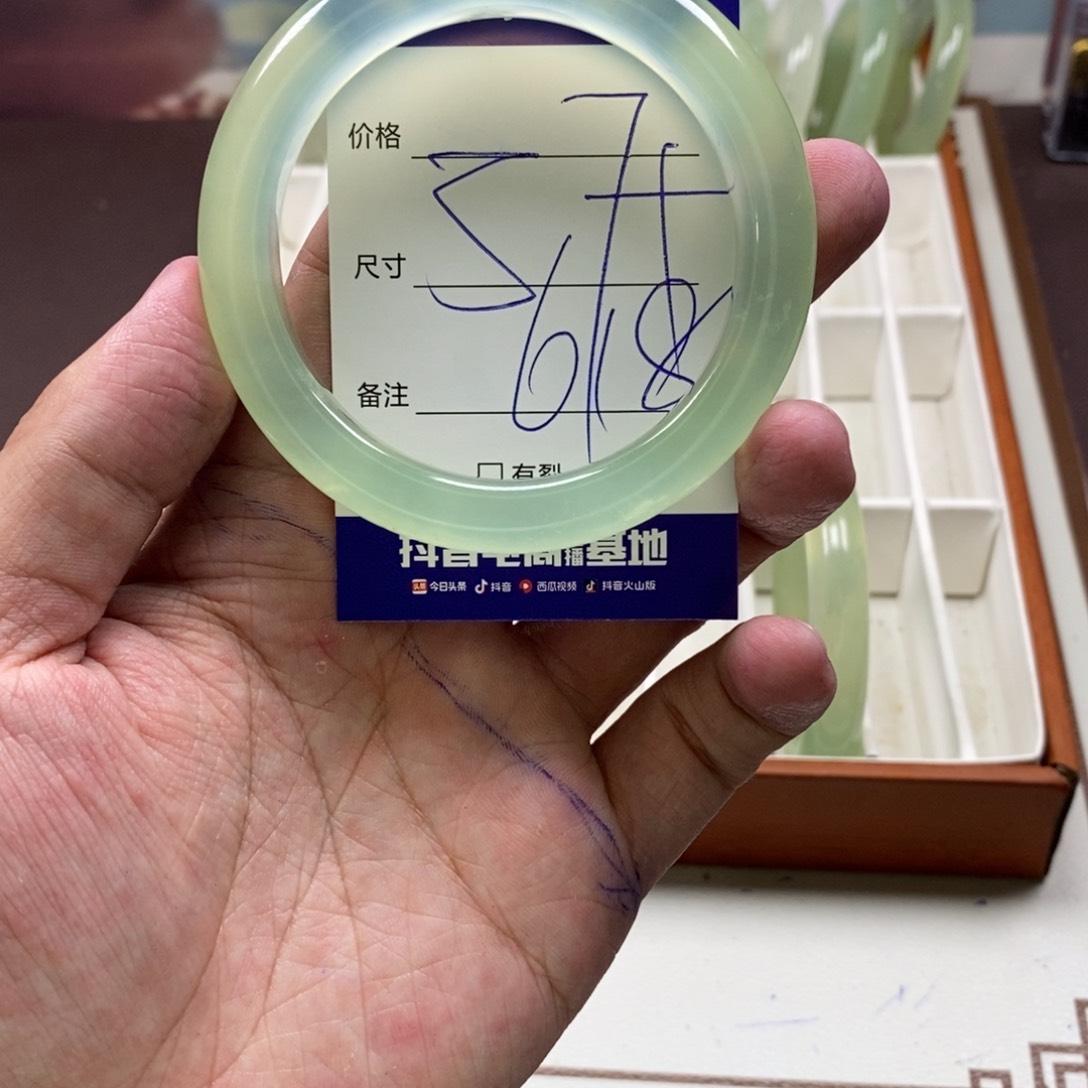 价格
尺寸
备注
618
□ 有裂
抖音电商直播基地
今日头条 抖音 西瓜视频 抖音火山版